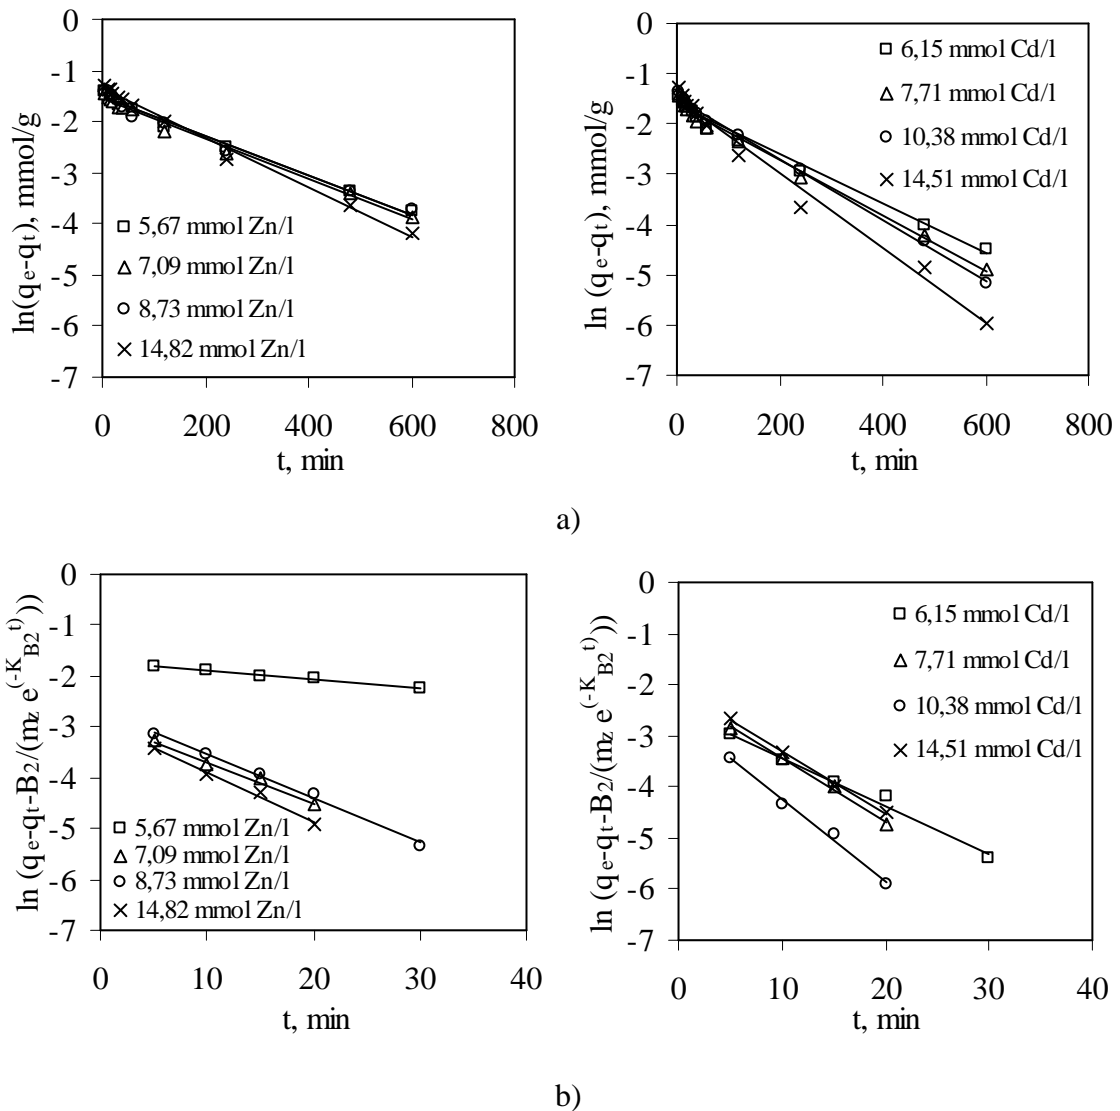 0
-1
-2
-3
-4
-5
-6
-7
ln(qe-qt), mmol/g
5,67 mmol Zn/l
7,09 mmol Zn/l
8,73 mmol Zn/l
14,82 mmol Zn/l
0 200 400 600 800
t, min
0
-1
-2
-3
-4
-5
-6
-7
ln (qe-qt), mmol/g
6,15 mmol Cd/l
7,71 mmol Cd/l
10,38 mmol Cd/l
14,51 mmol Cd/l
0 200 400 600 800
t, min
a)
0
-1
-2
-3
-4
-5
-6
-7
ln (qe-qt-B2/(mz e(-KB2t)))
5,67 mmol Zn/l
7,09 mmol Zn/l
8,73 mmol Zn/l
14,82 mmol Zn/l
0 10 20 30 40
t, min
0
-1
-2
-3
-4
-5
-6
-7
ln (qe-qt-B2/(mz e(-KB2t)))
6,15 mmol Cd/l
7,71 mmol Cd/l
10,38 mmol Cd/l
14,51 mmol Cd/l
0 10 20 30 40
t, min
b)